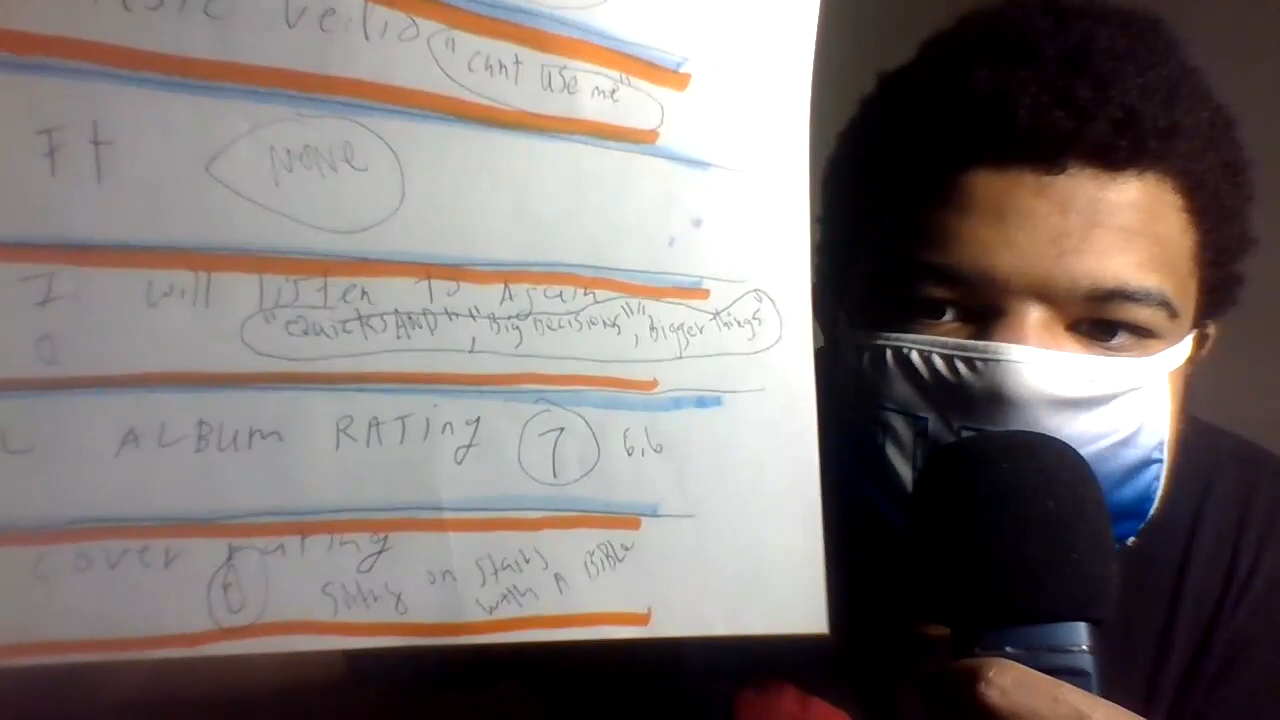 "cant use me"
Ft NONE
I will listen to Again
"QuickSAND", "Big Decisions", "Bigger things"
ALBUM RATing 7 6.6
cover rating
6 sitting on stairs
with A BiBle